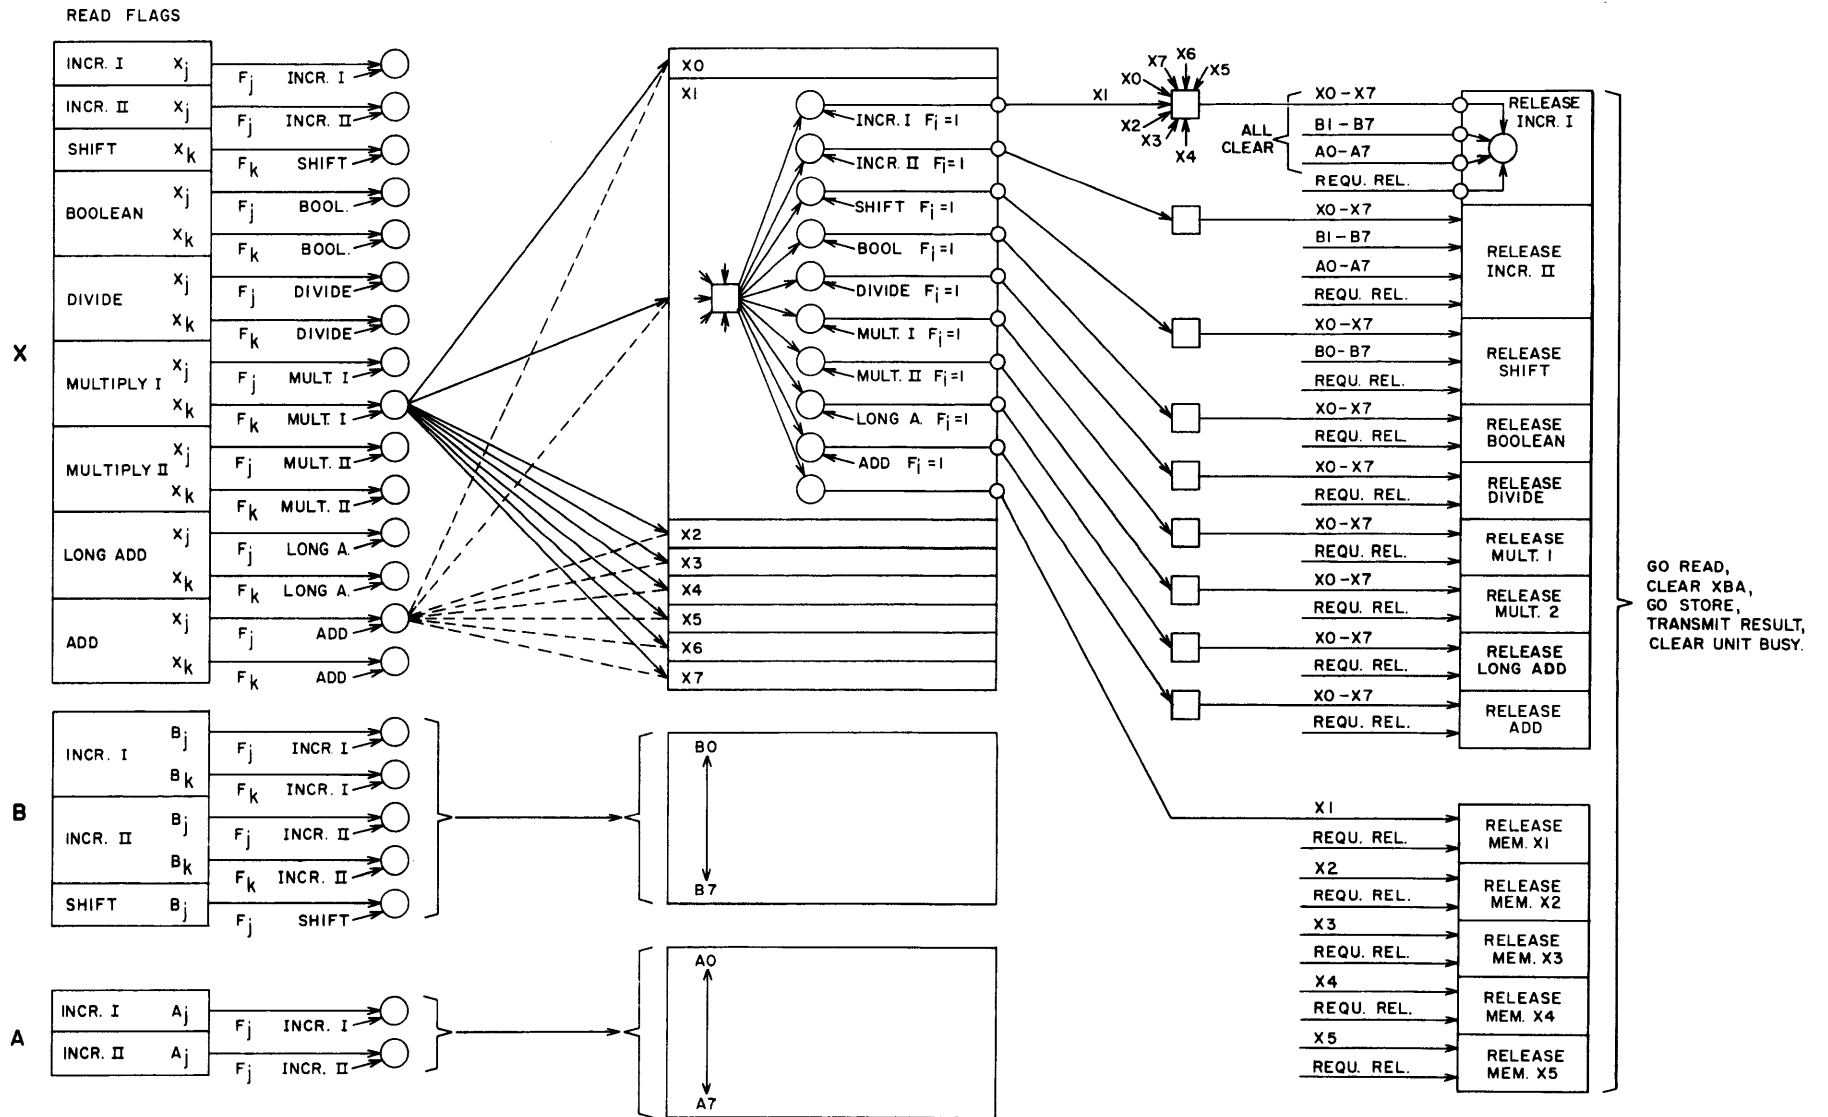 READ FLAGS
X
INCR. I Xj
Fj INCR. I
INCR. II Xj
Fj INCR. II
SHIFT Xk
Fk SHIFT
BOOLEAN
Xj
Fj BOOL.
Xk
Fk BOOL.
DIVIDE
Xj
Fj DIVIDE
Xk
Fk DIVIDE
MULTIPLY I
Xj
Fj MULT. I
Xk
Fk MULT. I
MULTIPLY II
Xj
Fj MULT. II
Xk
Fk MULT. II
LONG ADD
Xj
Fj LONG A.
Xk
Fk LONG A.
ADD
Xj
Fj ADD
Xk
Fk ADD
B
INCR. I
Bj
Fj INCR. I
Bk
Fk INCR. I
INCR. II
Bj
Fj INCR. II
Bk
Fk INCR. II
SHIFT Bj
Fj SHIFT
A
INCR. I Aj
Fj INCR. I
INCR. II Aj
Fj INCR. II
X0
X1
INCR. I Fi=1
INCR. II Fi=1
SHIFT Fi=1
BOOL Fi=1
DIVIDE Fi=1
MULT. I Fi=1
MULT. II Fi=1
LONG A. Fi=1
ADD Fi=1
X2
X3
X4
X5
X6
X7
B0
B7
A0
A7
X1
X0
X7
X6
X5
X2
X3
X4
ALL
CLEAR
X0-X7
B1-B7
A0-A7
REQU. REL.
RELEASE
INCR. I
X0-X7
B1-B7
A0-A7
REQU. REL.
RELEASE
INCR. II
X0-X7
B0-B7
REQU. REL.
RELEASE
SHIFT
X0-X7
REQU. REL
RELEASE
BOOLEAN
X0-X7
REQU. REL.
RELEASE
DIVIDE
X0-X7
REQU. REL.
RELEASE
MULT. 1
X0-X7
REQU. REL.
RELEASE
MULT. 2
X0-X7
REQU. REL.
RELEASE
LONG ADD
X0-X7
REQU. REL.
RELEASE
ADD
X1
REQU. REL.
RELEASE
MEM. X1
X2
REQU. REL.
RELEASE
MEM. X2
X3
REQU. REL.
RELEASE
MEM. X3
X4
REQU. REL.
RELEASE
MEM. X4
X5
REQU. REL.
RELEASE
MEM. X5
GO READ,
CLEAR XBA,
GO STORE,
TRANSMIT RESULT,
CLEAR UNIT BUSY.